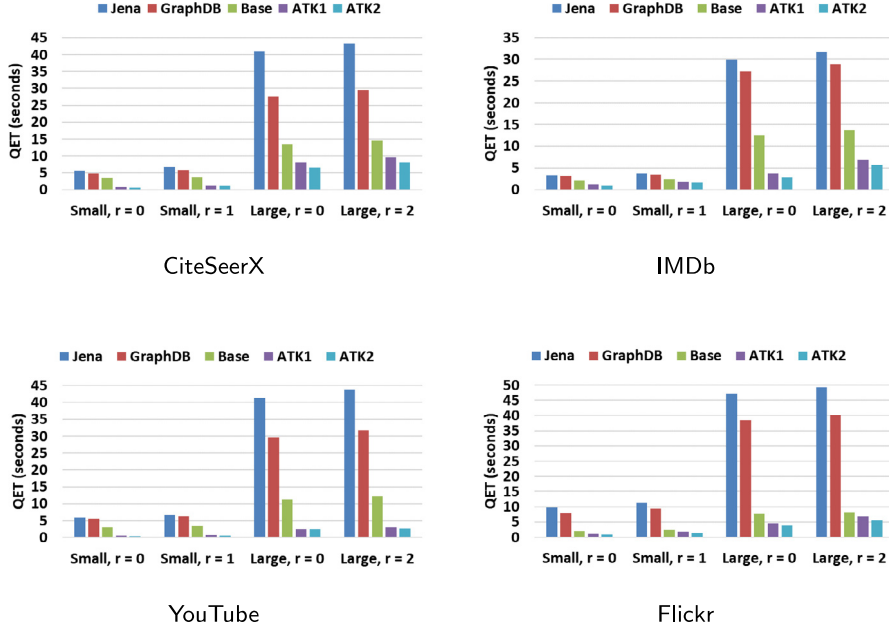 Jena GraphDB Base ATK1 ATK2
QET (seconds)
45
40
35
30
25
20
15
10
5
0
Small, r = 0 Small, r = 1 Large, r = 0 Large, r = 2
CiteSeerX
Jena GraphDB Base ATK1 ATK2
QET (seconds)
35
30
25
20
15
10
5
0
Small, r = 0 Small, r = 1 Large, r = 0 Large, r = 2
IMDb
Jena GraphDB Base ATK1 ATK2
QET (seconds)
45
40
35
30
25
20
15
10
5
0
Small, r = 0 Small, r = 1 Large, r = 0 Large, r = 2
YouTube
Jena GraphDB Base ATK1 ATK2
QET (seconds)
50
45
40
35
30
25
20
15
10
5
0
Small, r = 0 Small, r = 1 Large, r = 0 Large, r = 2
Flickr